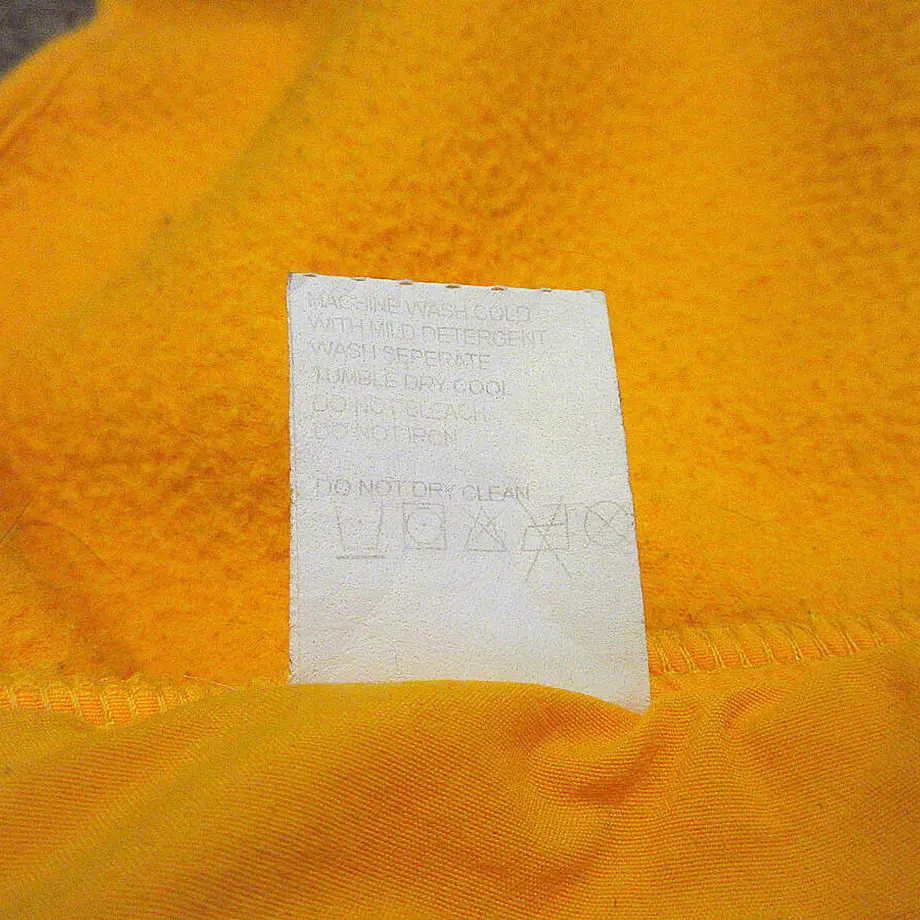 MACHINE WASH COLD
WITH MILD DETERGENT
WASH SEPERATE
TUMBLE DRY COOL
DO NOT BLEACH
DO NOT IRON
DO NOT DRY CLEAN